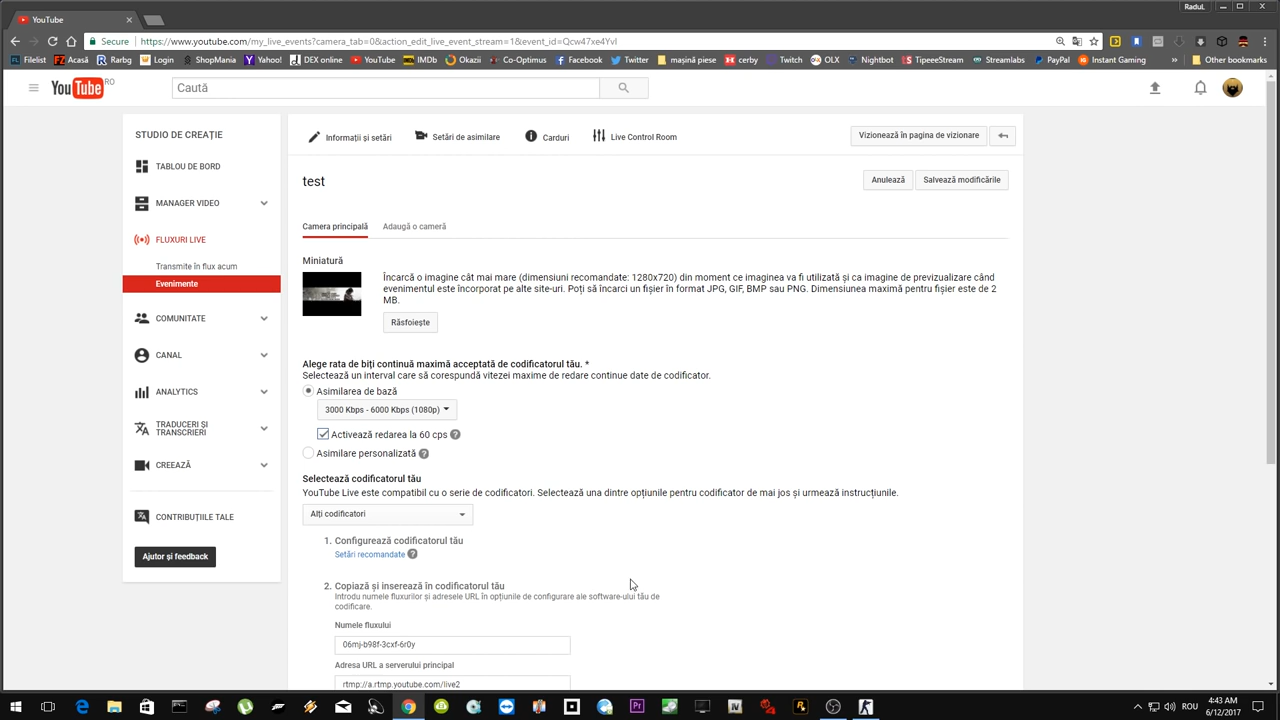 RaduL
YouTube
Secure
https://www.youtube.com/my_live_events?camera_tab=0&action_edit_live_event_stream=1&event_id=Qcw47xe4YvI
Filelist
Acasă
Rarbg
Login
ShopMania
Yahoo!
DEX online
YouTube
IMDb
Obor
Co-Optimus
Facebook
Twitter
mașină piese
cerby
Twitch
OLX
Nightbot
TipeeeStream
Streamlabs
PayPal
Instant Gaming
»
Other bookmarks
YouTube RO
Caută
STUDIO DE CREAȚIE
TABLOU DE BORD
MANAGER VIDEO
FLUXURI LIVE
Transmite în flux acum
Evenimente
COMUNITATE
CANAL
ANALYTICS
TRADUCERI ȘI
TRANSCRIERI
CREEAZĂ
CONTRIBUȚIILE TALE
Ajutor și feedback
Informații și setări
Setări de asimilare
Carduri
Live Control Room
Vizionează în pagina de vizionare
test
Anulează
Salvează modificările
Camera principală
Adaugă o cameră
Miniatură
Încarcă o imagine cât mai mare (dimensiuni recomandate: 1280x720) din moment ce imaginea va fi utilizată și ca imagine de previzualizare când
evenimentul este încorporat pe alte site-uri. Poți să încarci un fișier în format JPG, GIF, BMP sau PNG. Dimensiunea maximă pentru fișier este de 2
MB.
Răsfoiește
Alege rata de biți continuă maximă acceptată de codificatorul tău. *
Selectează un interval care să corespundă vitezei maxime de redare continue date de codificator.
Asimilarea de bază
3000 Kbps - 6000 Kbps (1080p)
Activează redarea la 60 cps
Asimilare personalizată
Selectează codificatorul tău
YouTube Live este compatibil cu o serie de codificatori. Selectează una dintre opțiunile pentru codificator de mai jos și urmează instrucțiunile.
Alți codificatori
1. Configurează codificatorul tău
Setări recomandate
2. Copiază și inserează în codificatorul tău
Introdu numele fluxurilor și adresele URL în opțiunile de configurare ale software-ului tău de
codificare.
Numele fluxului
06mj-b98f-3cxf-6r0y
Adresa URL a serverului principal
rtmp://a.rtmp.youtube.com/live2
ROU
4:43 AM
6/12/2017